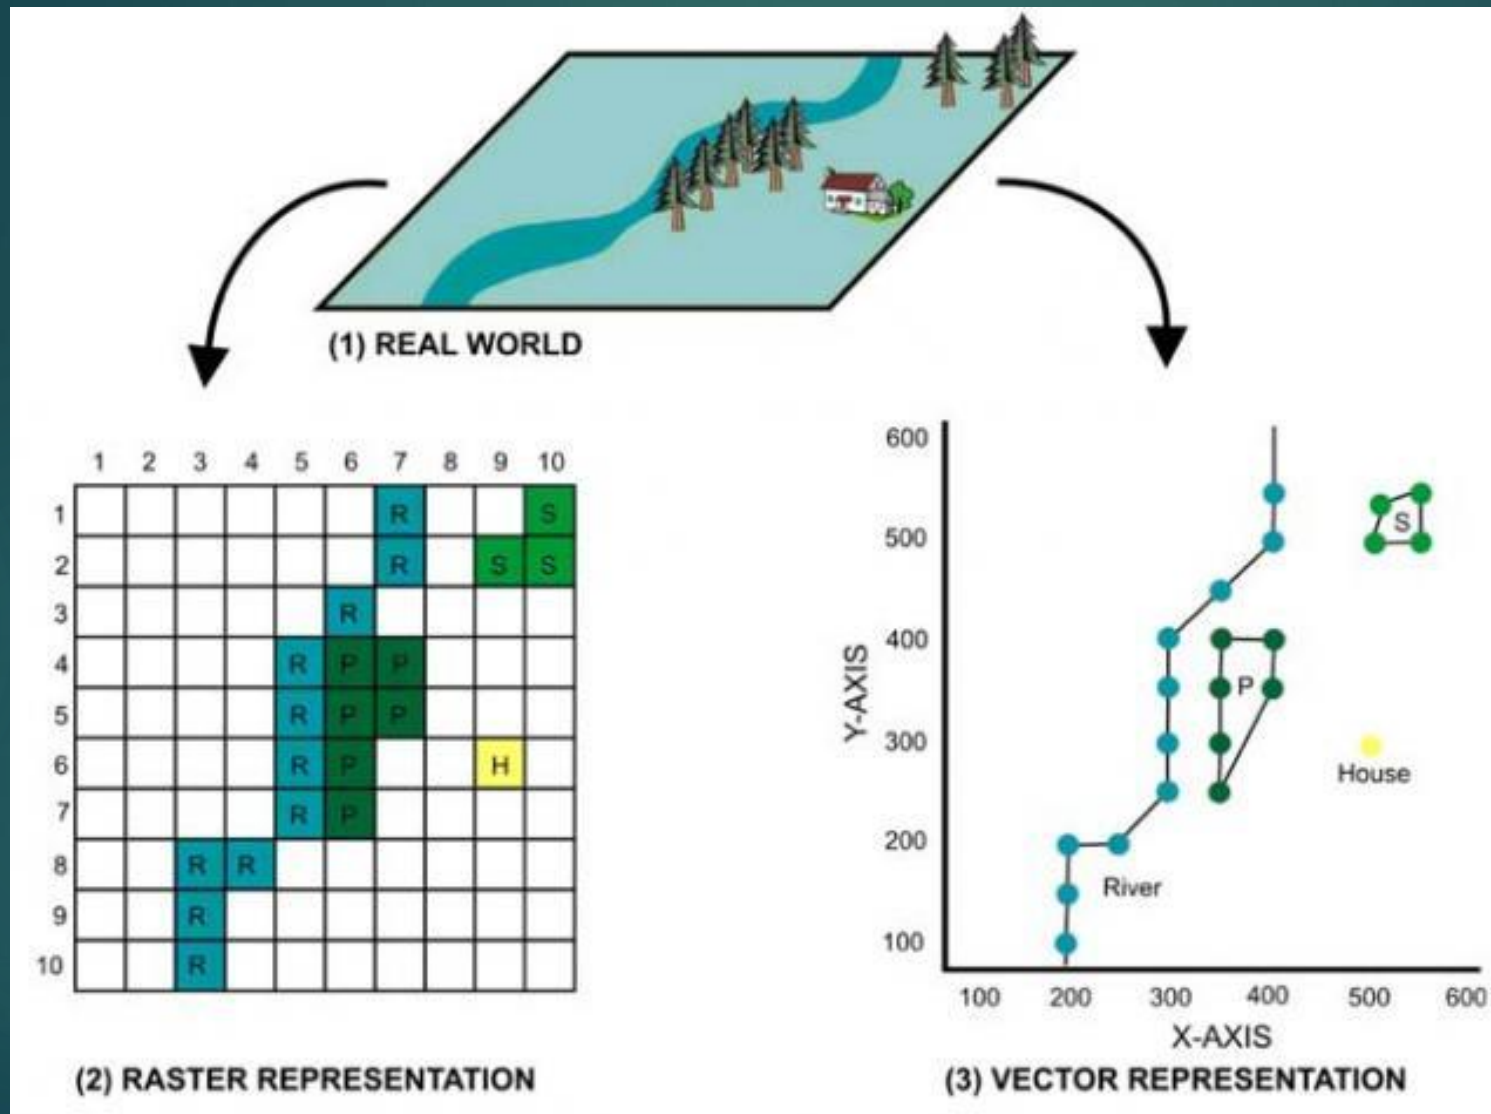 (1) REAL WORLD
1 2 3 4 5 6 7 8 9 10
1 R S
2 R S S
3 R
4 R P P
5 R P P
6 R P H
7 R P
8 R R
9 R
10 R
(2) RASTER REPRESENTATION
600
500
S
400
P
300
House
200
River
100
Y-AXIS
100 200 300 400 500 600
X-AXIS
(3) VECTOR REPRESENTATION